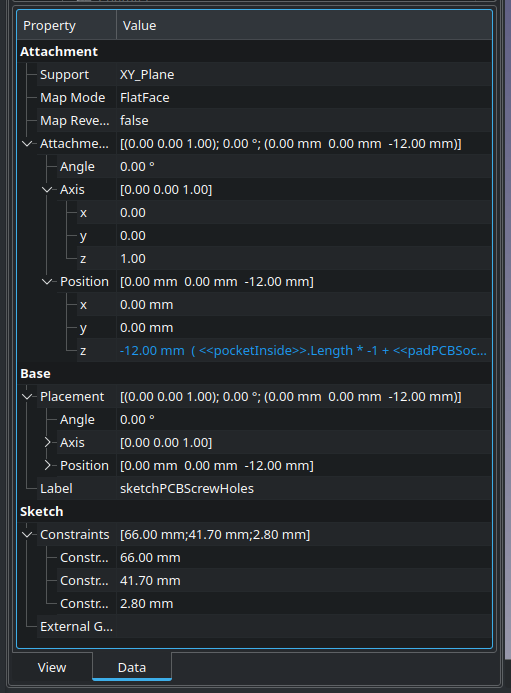 Property Value
Attachment
Support XY_Plane
Map Mode FlatFace
Map Reve... false
Attachme... [(0.00 0.00 1.00); 0.00 °; (0.00 mm 0.00 mm -12.00 mm)]
Angle 0.00 °
Axis [0.00 0.00 1.00]
x 0.00
y 0.00
z 1.00
Position [0.00 mm 0.00 mm -12.00 mm]
x 0.00 mm
y 0.00 mm
z -12.00 mm ( <<pocketInside>>.Length * -1 + <<padPCBSoc...
Base
Placement [(0.00 0.00 1.00); 0.00 °; (0.00 mm 0.00 mm -12.00 mm)]
Angle 0.00 °
Axis [0.00 0.00 1.00]
Position [0.00 mm 0.00 mm -12.00 mm]
Label sketchPCBScrewHoles
Sketch
Constraints [66.00 mm;41.70 mm;2.80 mm]
Constr... 66.00 mm
Constr... 41.70 mm
Constr... 2.80 mm
External G...
View Data